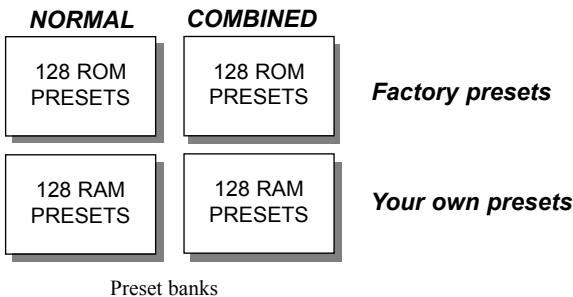 NORMAL COMBINED
128 ROM
PRESETS
128 ROM
PRESETS
Factory presets
128 RAM
PRESETS
128 RAM
PRESETS
Your own presets
Preset banks